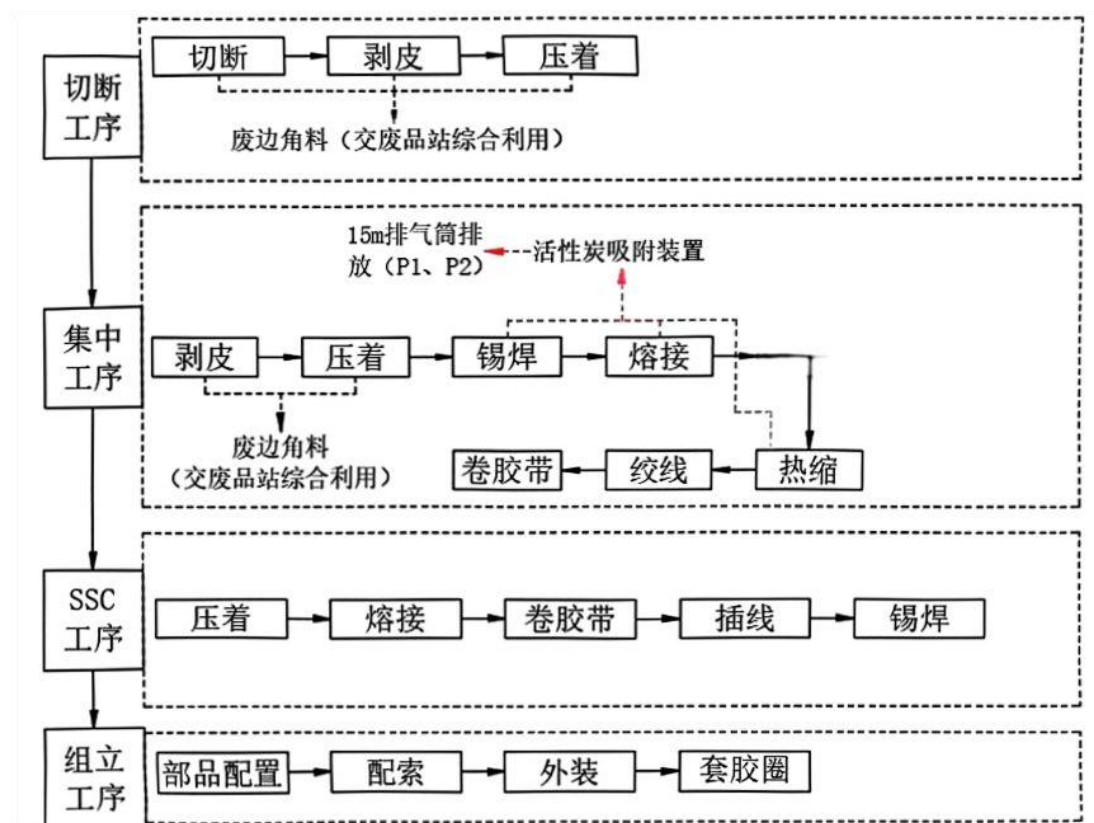 切断
工序
切断
剥皮
压着
废边角料（交废品站综合利用）
集中
工序
15m排气筒排
放（P1、P2）
活性炭吸附装置
剥皮
压着
锡焊
熔接
废边角料
（交废品站综合利用）
卷胶带
绞线
热缩
SSC
工序
压着
熔接
卷胶带
插线
锡焊
组立
工序
部品配置
配索
外装
套胶圈